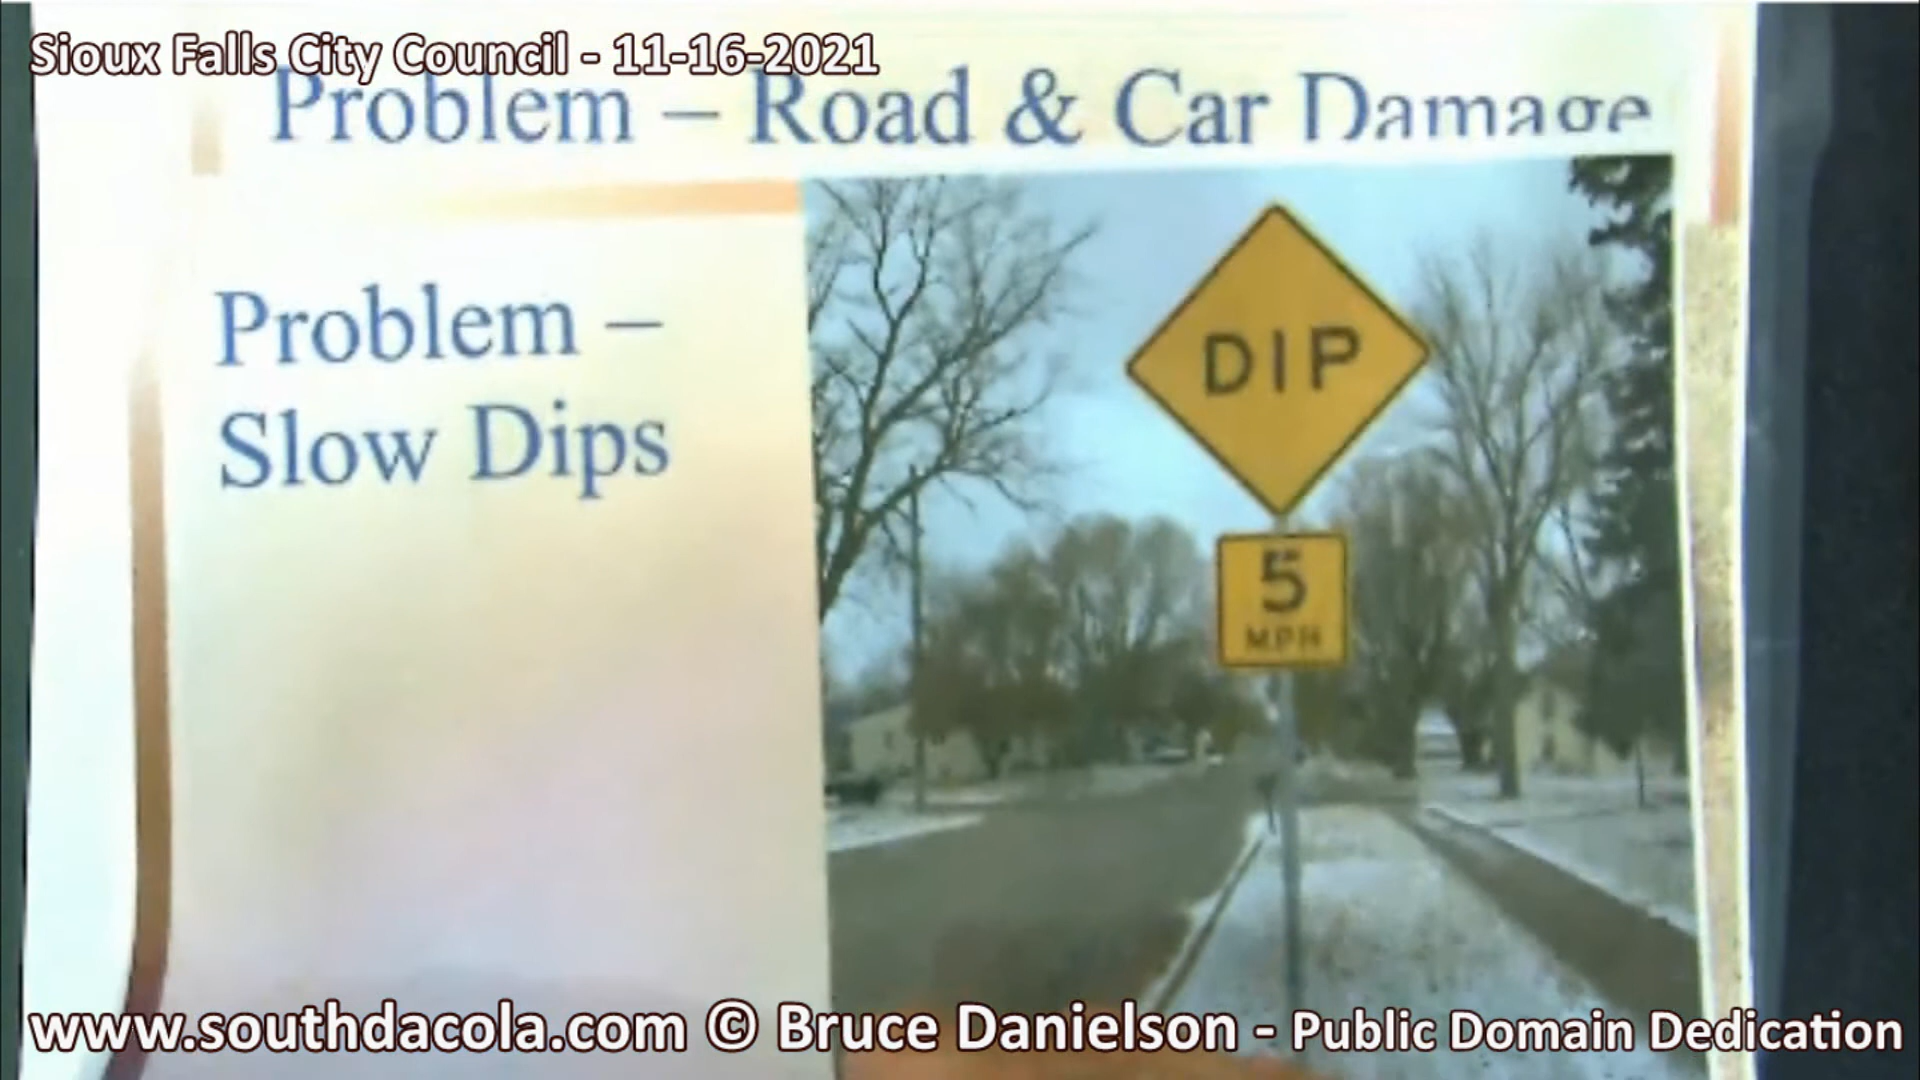 Sioux Falls City Council - 11-16-2021
Problem – Road & Car Damage
Problem –
Slow Dips
DIP
5
MPH
www.southdacola.com © Bruce Danielson - Public Domain Dedication